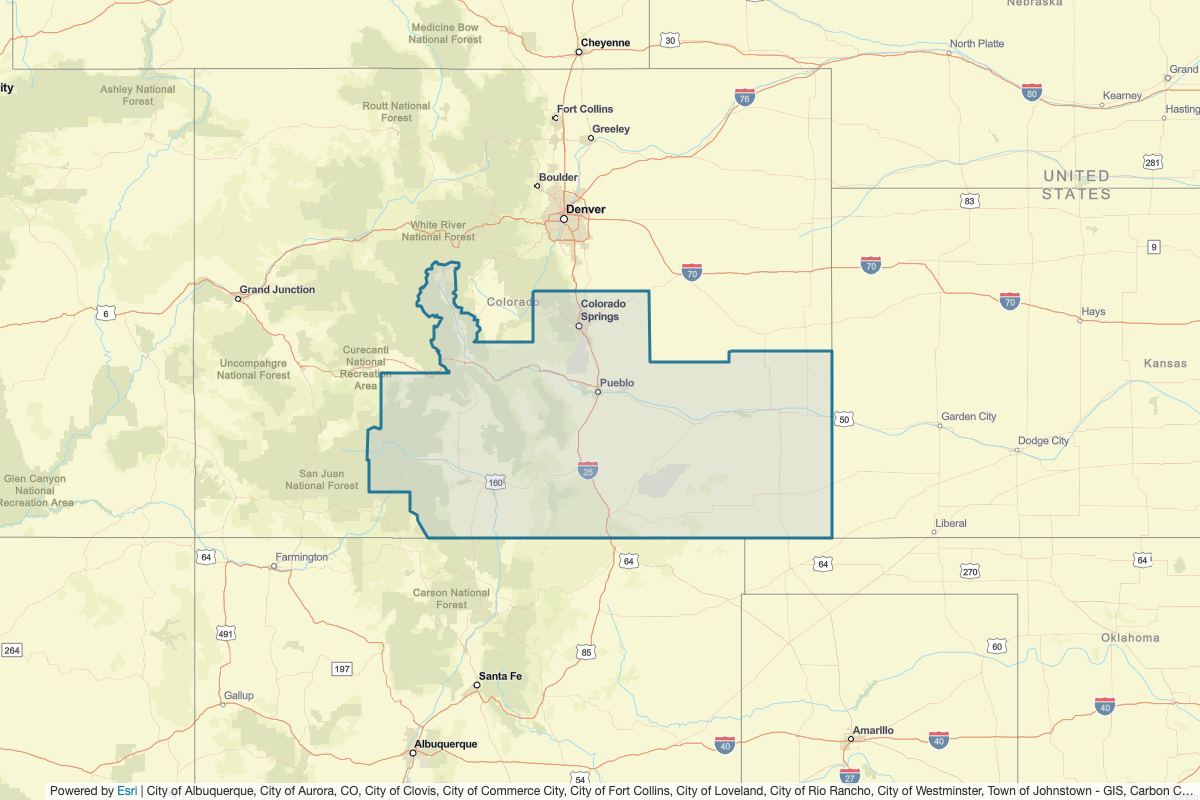 Nebraska
Medicine Bow
National Forest
Cheyenne
30
North Platte
Grand
ity
Ashley National
Forest
76
80
Kearney
Routt National
Forest
Fort Collins
Hasting
Greeley
281
Boulder
UNITED
STATES
83
Denver
White River
National Forest
9
70
70
Grand Junction
70
Colorado
Colorado
Springs
6
Hays
Curecanti
National
Recreation
Area
Uncompahgre
National Forest
Kansas
Pueblo
50
Garden City
Dodge City
San Juan
National Forest
25
160
Glen Canyon
National
Recreation Area
Liberal
64
Farmington
64
64
270
64
Carson National
Forest
491
Oklahoma
264
60
85
197
Santa Fe
Gallup
40
Amarillo
Albuquerque
40
40
54
27
Powered by Esri | City of Albuquerque, City of Aurora, CO, City of Clovis, City of Commerce City, City of Fort Collins, City of Loveland, City of Rio Rancho, City of Westminster, Town of Johnstown - GIS, Carbon C...